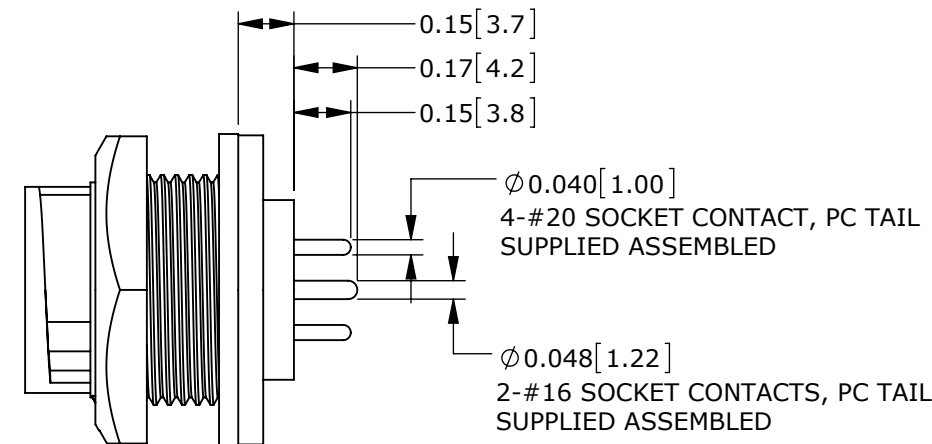 0.15[3.7]
0.17[4.2]
0.15[3.8]
∅0.040[1.00]
4-#20 SOCKET CONTACT, PC TAIL
SUPPLIED ASSEMBLED
∅0.048[1.22]
2-#16 SOCKET CONTACTS, PC TAIL
SUPPLIED ASSEMBLED